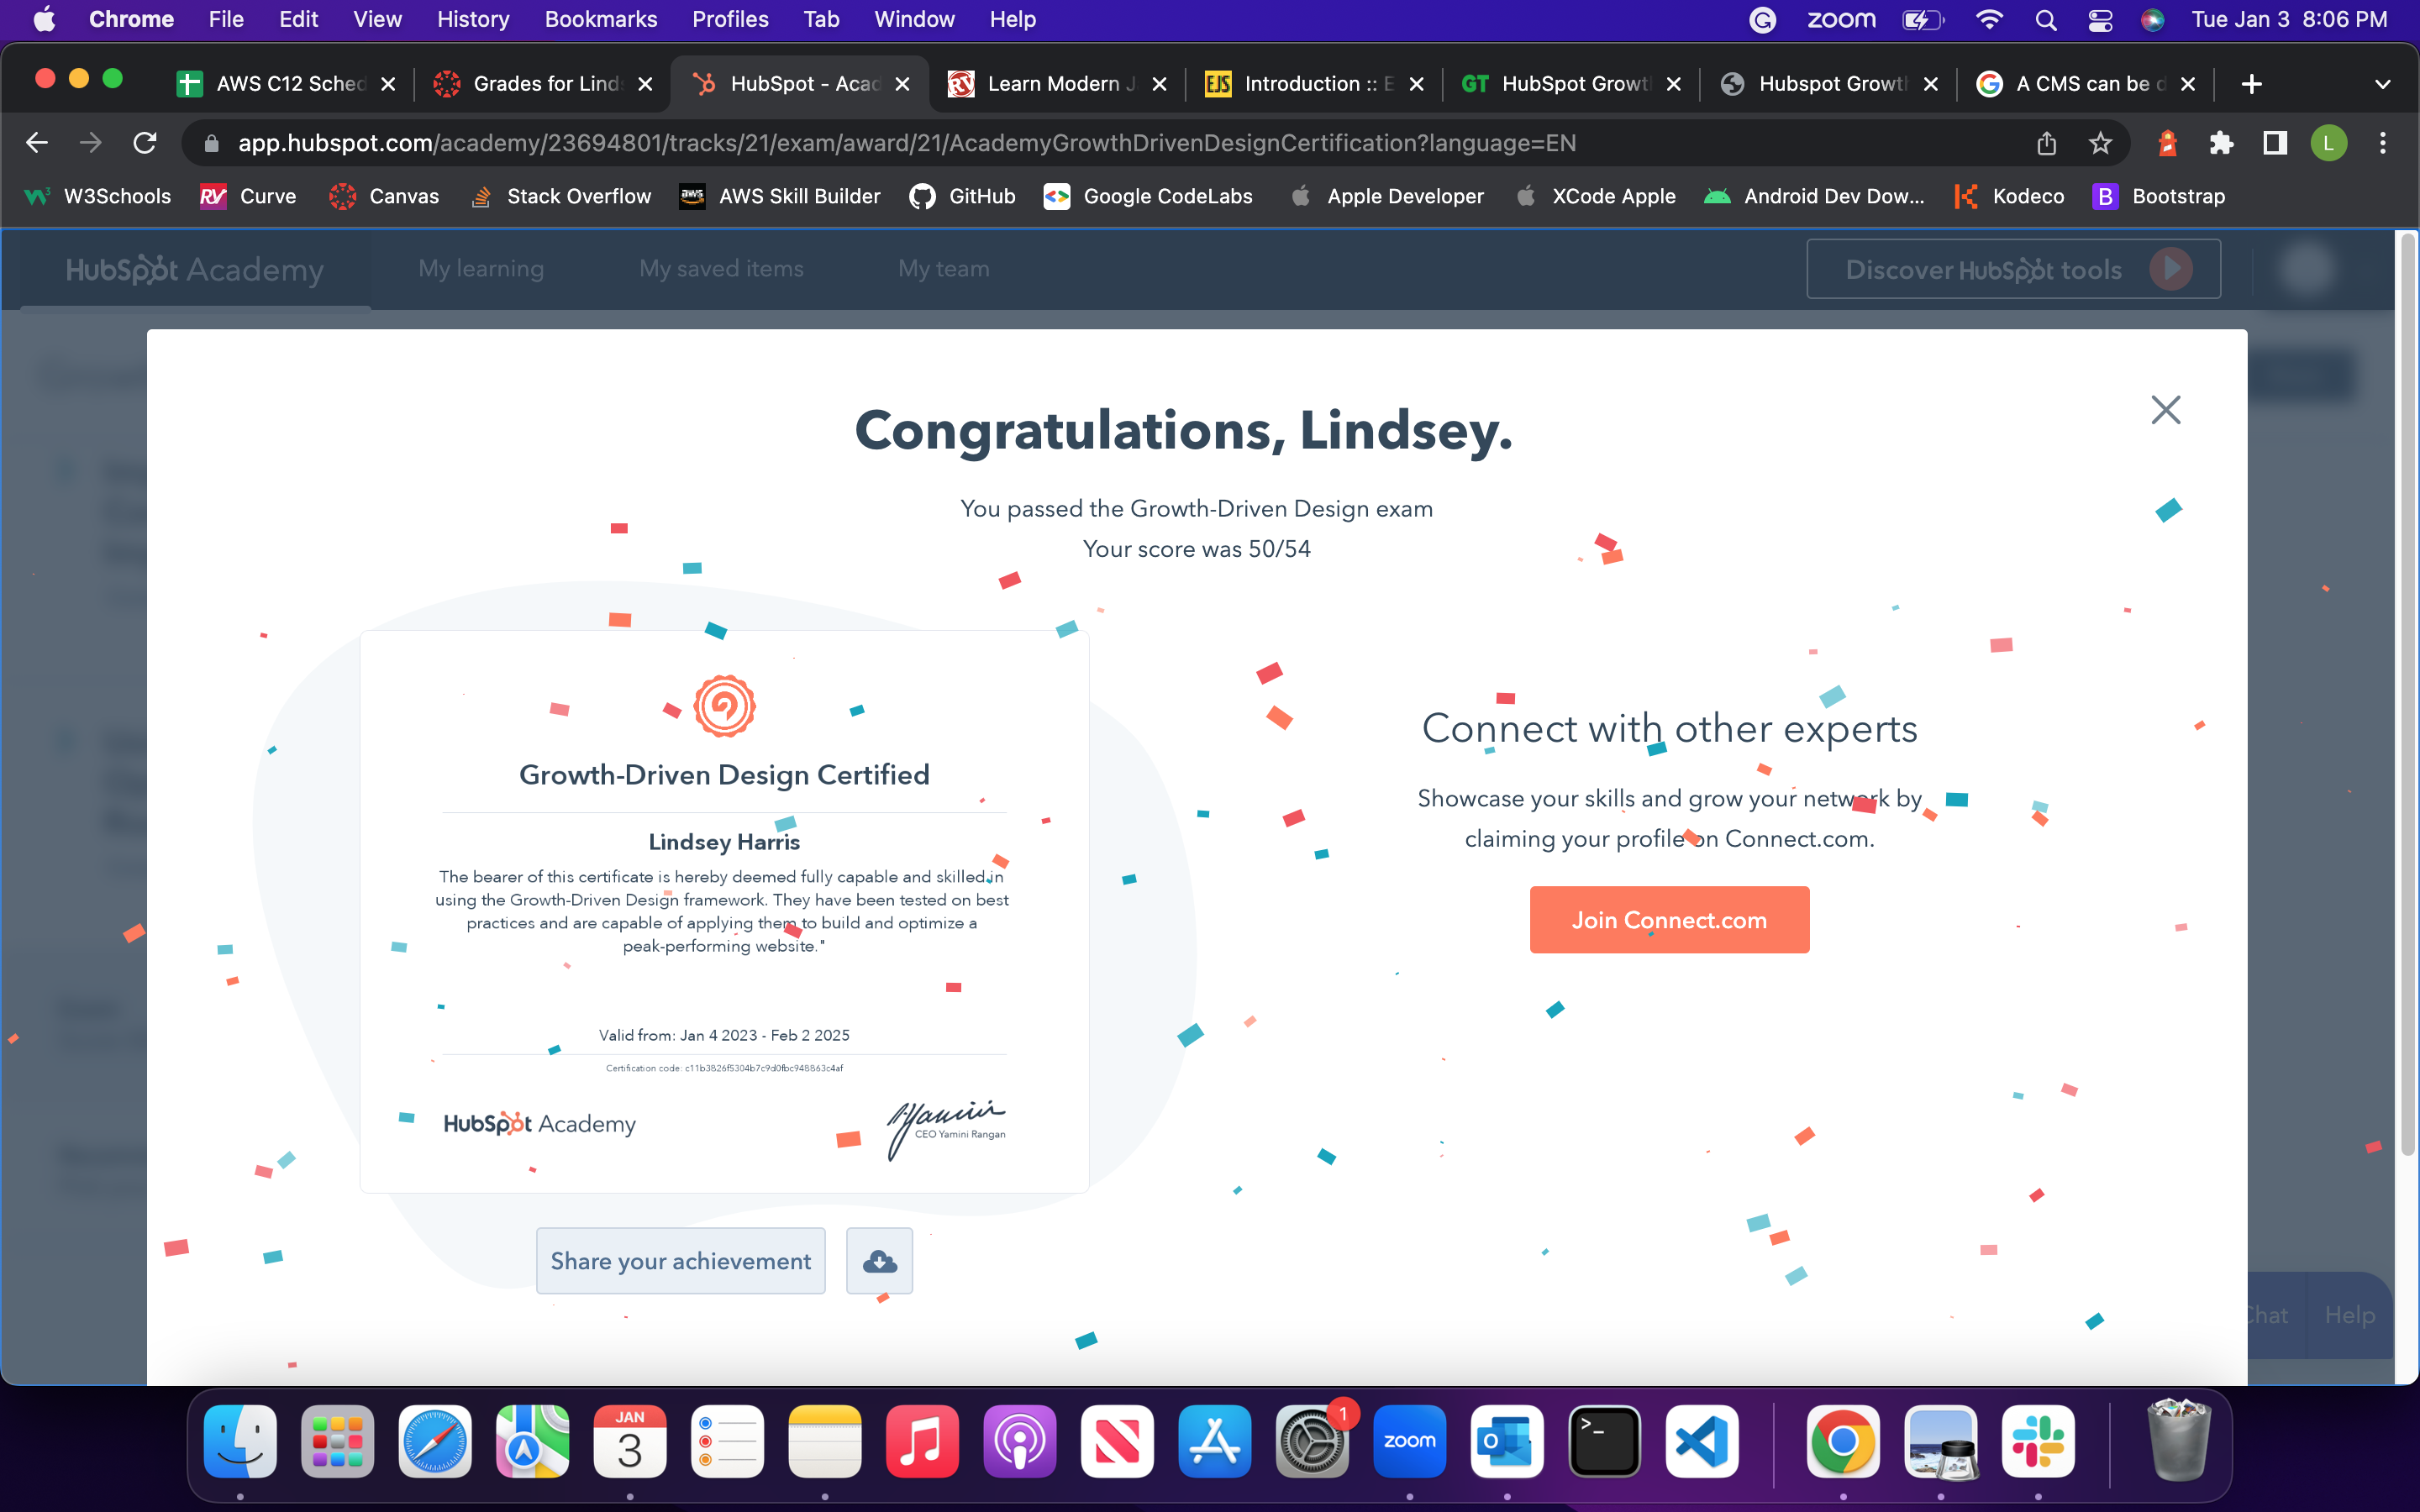 Chrome File Edit View History Bookmarks Profiles Tab Window Help zoom Tue Jan 3 8:06 PM
AWS C12 Sched Grades for Linds HubSpot - Acad Learn Modern J Introduction :: E GT HubSpot Growt Hubspot Growth A CMS can be d
app.hubspot.com/academy/23694801/tracks/21/exam/award/21/AcademyGrowthDrivenDesignCertification?language=EN L
W3Schools RV Curve Canvas Stack Overflow aws AWS Skill Builder GitHub Google CodeLabs Apple Developer XCode Apple Android Dev Dow... Kodeco B Bootstrap
HubSpot Academy My learning My saved items My team Discover HubSpot tools
Congratulations, Lindsey.
You passed the Growth-Driven Design exam
Your score was 50/54
Growth-Driven Design Certified
Lindsey Harris
The bearer of this certificate is hereby deemed fully capable and skilled in
using the Growth-Driven Design framework. They have been tested on best
practices and are capable of applying them to build and optimize a
peak-performing website."
Valid from: Jan 4 2023 - Feb 2 2025
Certification code: c11b3826f5304b7c9d0fbc948863c4af
HubSpot Academy
CEO Yamini Rangan
Share your achievement
Connect with other experts
Showcase your skills and grow your network by
claiming your profile on Connect.com.
Join Connect.com
Chat Help
JAN
3
1
zoom